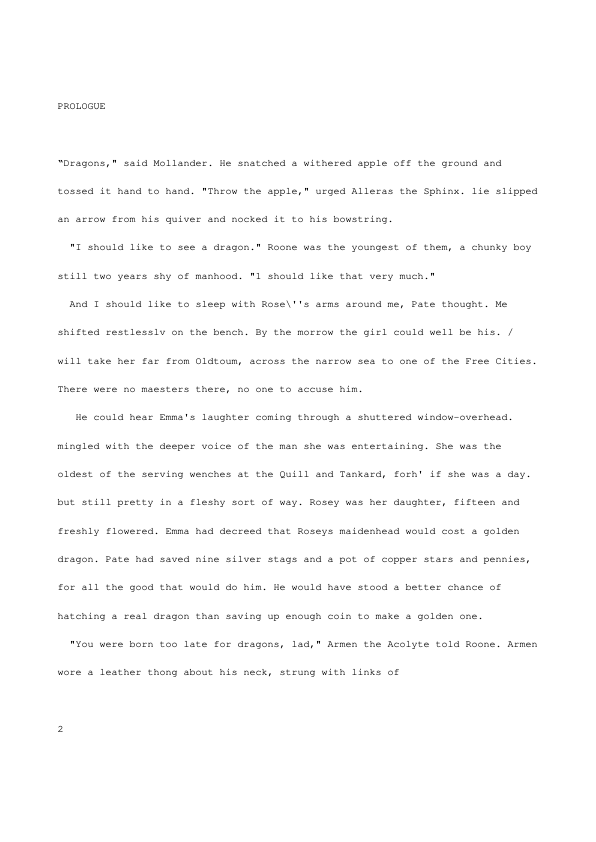 PROLOGUE
“Dragons," said Mollander. He snatched a withered apple off the ground and
tossed it hand to hand. "Throw the apple," urged Alleras the Sphinx. lie slipped
an arrow from his quiver and nocked it to his bowstring.
"I should like to see a dragon." Roone was the youngest of them, a chunky boy
still two years shy of manhood. "1 should like that very much."
And I should like to sleep with Rose\''s arms around me, Pate thought. Me
shifted restlesslv on the bench. By the morrow the girl could well be his. /
will take her far from Oldtoum, across the narrow sea to one of the Free Cities.
There were no maesters there, no one to accuse him.
He could hear Emma's laughter coming through a shuttered window-overhead.
mingled with the deeper voice of the man she was entertaining. She was the
oldest of the serving wenches at the Quill and Tankard, forh' if she was a day.
but still pretty in a fleshy sort of way. Rosey was her daughter, fifteen and
freshly flowered. Emma had decreed that Roseys maidenhead would cost a golden
dragon. Pate had saved nine silver stags and a pot of copper stars and pennies,
for all the good that would do him. He would have stood a better chance of
hatching a real dragon than saving up enough coin to make a golden one.
"You were born too late for dragons, lad," Armen the Acolyte told Roone. Armen
wore a leather thong about his neck, strung with links of
2